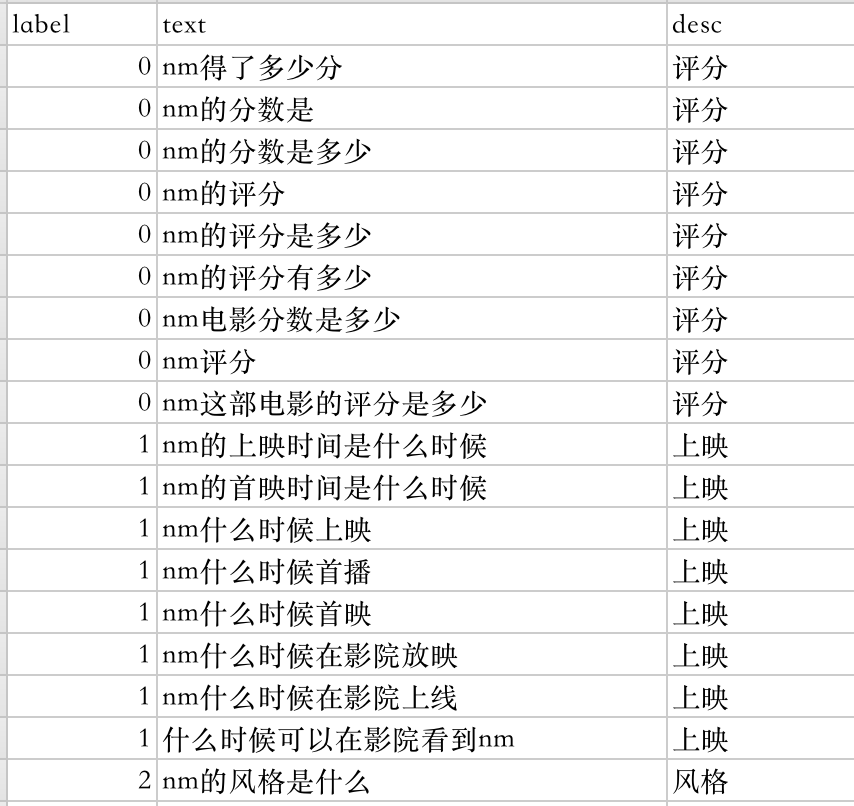 label text desc
0 nm得了多少分 评分
0 nm的分数是 评分
0 nm的分数是多少 评分
0 nm的评分 评分
0 nm的评分是多少 评分
0 nm的评分有多少 评分
0 nm电影分数是多少 评分
0 nm评分 评分
0 nm这部电影的评分是多少 评分
1 nm的上映时间是什么时候 上映
1 nm的首映时间是什么时候 上映
1 nm什么时候上映 上映
1 nm什么时候首播 上映
1 nm什么时候首映 上映
1 nm什么时候在影院放映 上映
1 nm什么时候在影院上线 上映
1 什么时候可以在影院看到nm 上映
2 nm的风格是什么 风格